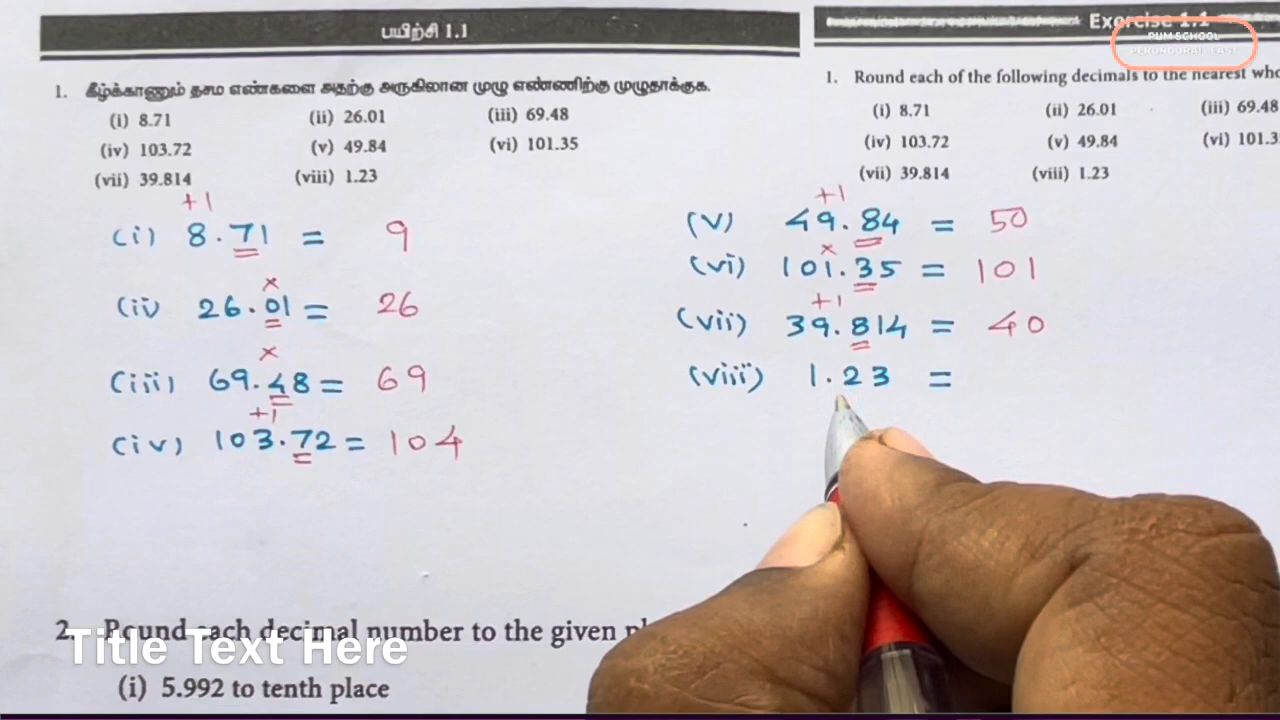 பயிற்சி 1.1
1. கீழ்க்காணும் தசம எண்களை அதற்கு அருகிலான முழு எண்ணிற்கு முழுதாக்குக.
(i) 8.71 (ii) 26.01 (iii) 69.48
(iv) 103.72 (v) 49.84 (vi) 101.35
(vii) 39.814 (viii) 1.23
Exercise 1.1
PUM SCHOOL
PERUNDURAI EAST
1. Round each of the following decimals to the nearest who
(i) 8.71 (ii) 26.01 (iii) 69.48
(iv) 103.72 (v) 49.84 (vi) 101.3
(vii) 39.814 (viii) 1.23
+1
(i) 8.71 = 9
x
(ii) 26.01 = 26
x
(iii) 69.48 = 69
+1
(iv) 103.72 = 104
+1
(v) 49.84 = 50
x
(vi) 101.35 = 101
+1
(vii) 39.814 = 40
(viii) 1.23 =
2. Round each decimal number to the given
Title Text Here
(i) 5.992 to tenth place